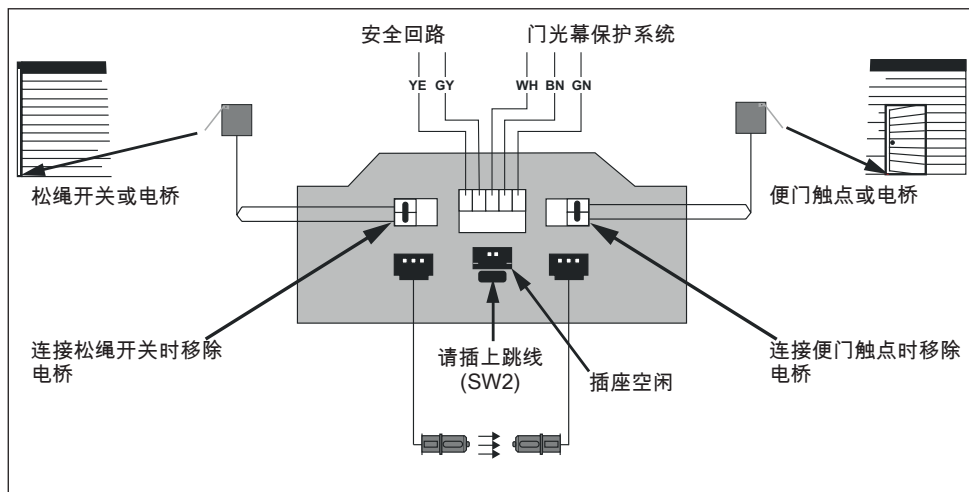 安全回路
门光幕保护系统
YE GY
WH BN GN
松绳开关或电桥
便门触点或电桥
连接松绳开关时移除
电桥
请插上跳线
(SW2)
插座空闲
连接便门触点时移除
电桥